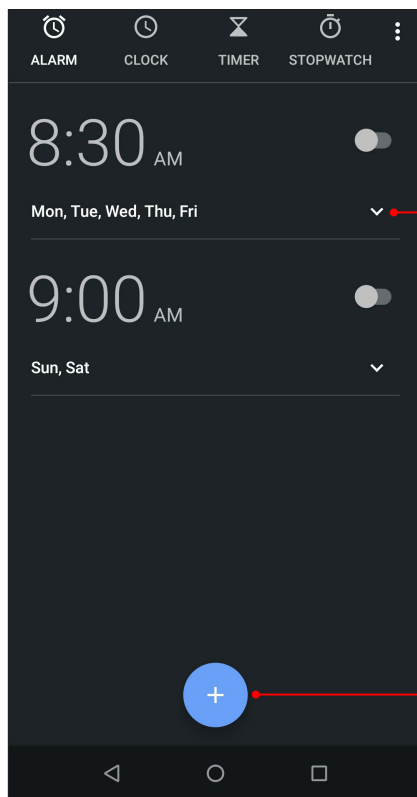 ALARM CLOCK TIMER STOPWATCH
8:30 AM
Mon, Tue, Wed, Thu, Fri
9:00 AM
Sun, Sat
+